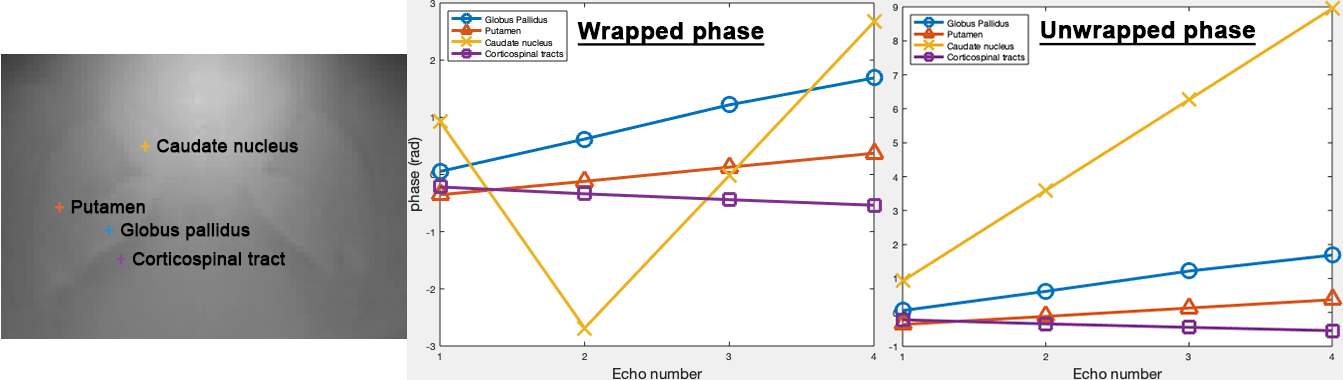 Caudate nucleus
Putamen
Globus pallidus
Corticospinal tract
Wrapped phase
Globus Pallidus
Putamen
Caudate nucleus
Corticospinal tracts
3
2
1
0
-1
-2
-3
phase (rad)
1
2
3
4
Echo number
Unwrapped phase
Globus Pallidus
Putamen
Caudate nucleus
Corticospinal tracts
9
8
7
6
5
4
3
2
1
0
-1
1
2
3
4
Echo number